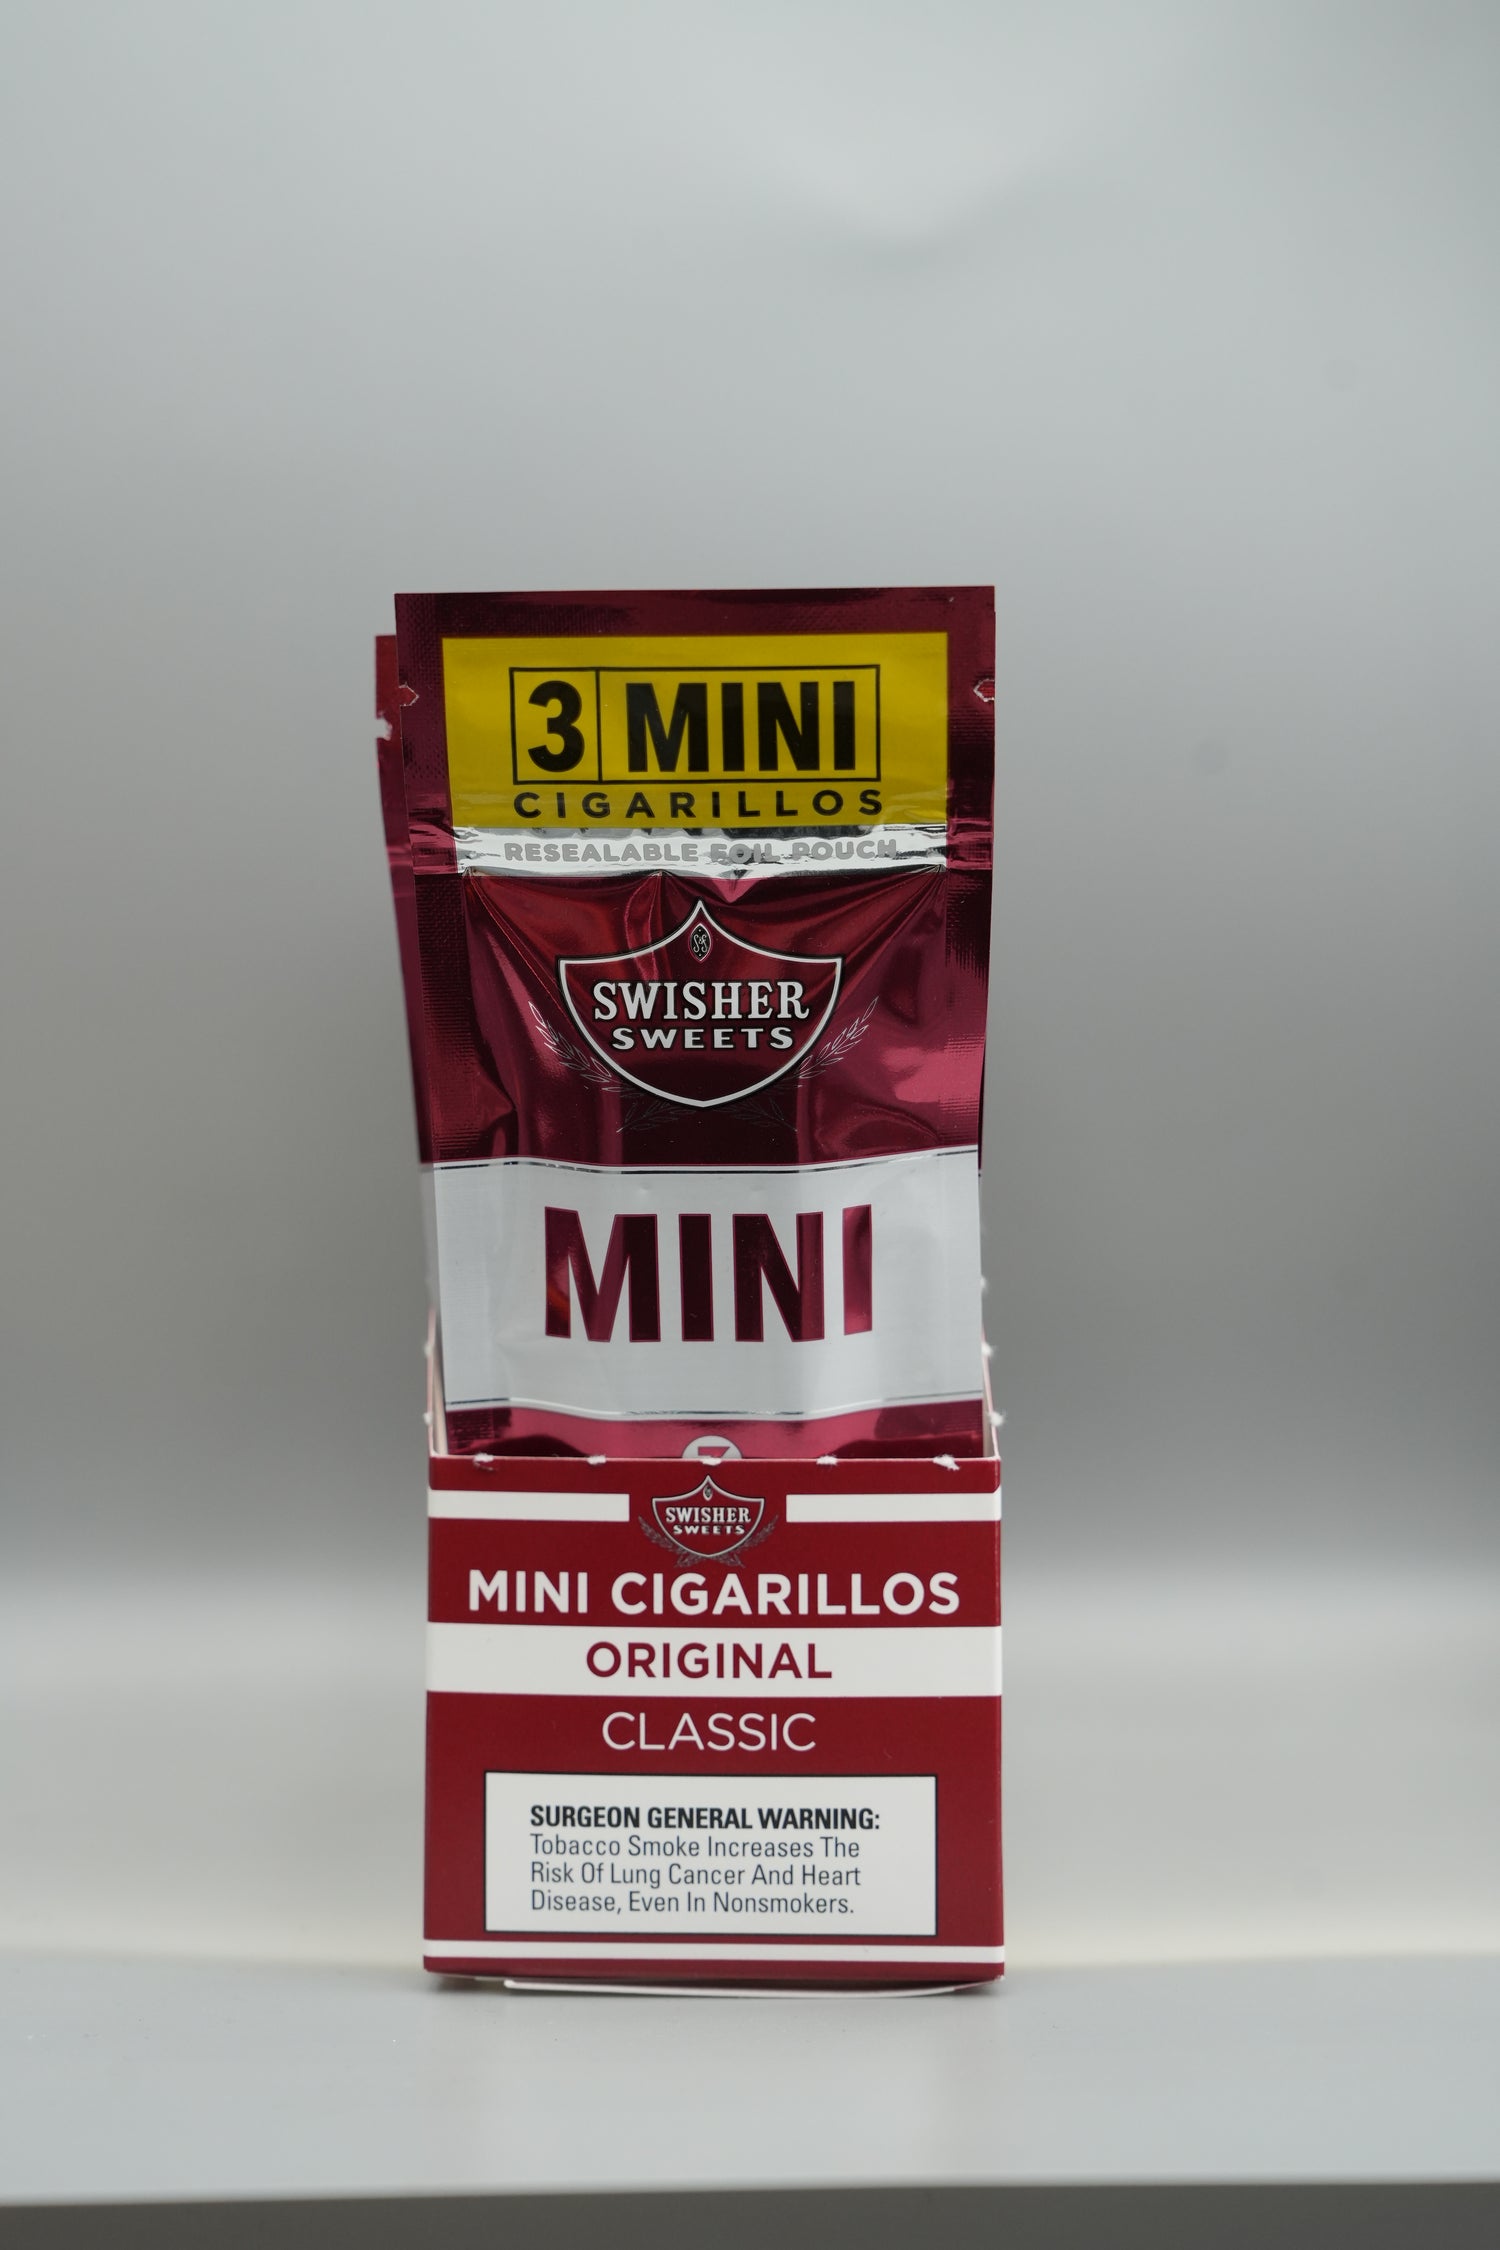 3 MINI
CIGARILLOS
RESEALABLE FOIL POUCH
SWISHER
SWEETS
MINI
SWISHER
SWEETS
MINI CIGARILLOS
ORIGINAL
CLASSIC
SURGEON GENERAL WARNING:
Tobacco Smoke Increases The
Risk Of Lung Cancer And Heart
Disease, Even In Nonsmokers.